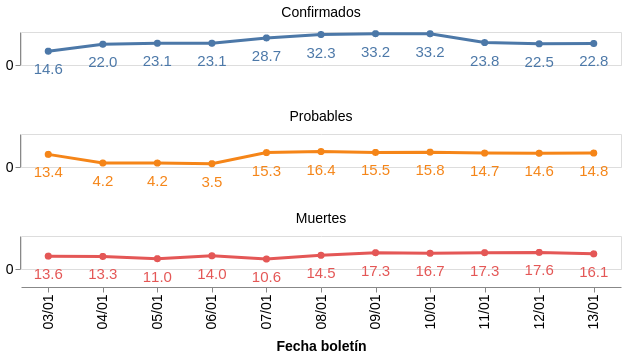 Confirmados
0
14.6 22.0 23.1 23.1 28.7 32.3 33.2 33.2 23.8 22.5 22.8
Probables
0
13.4 4.2 4.2 3.5 15.3 16.4 15.5 15.8 14.7 14.6 14.8
Muertes
0
13.6 13.3 11.0 14.0 10.6 14.5 17.3 16.7 17.3 17.6 16.1
03/01 04/01 05/01 06/01 07/01 08/01 09/01 10/01 11/01 12/01 13/01
Fecha boletín